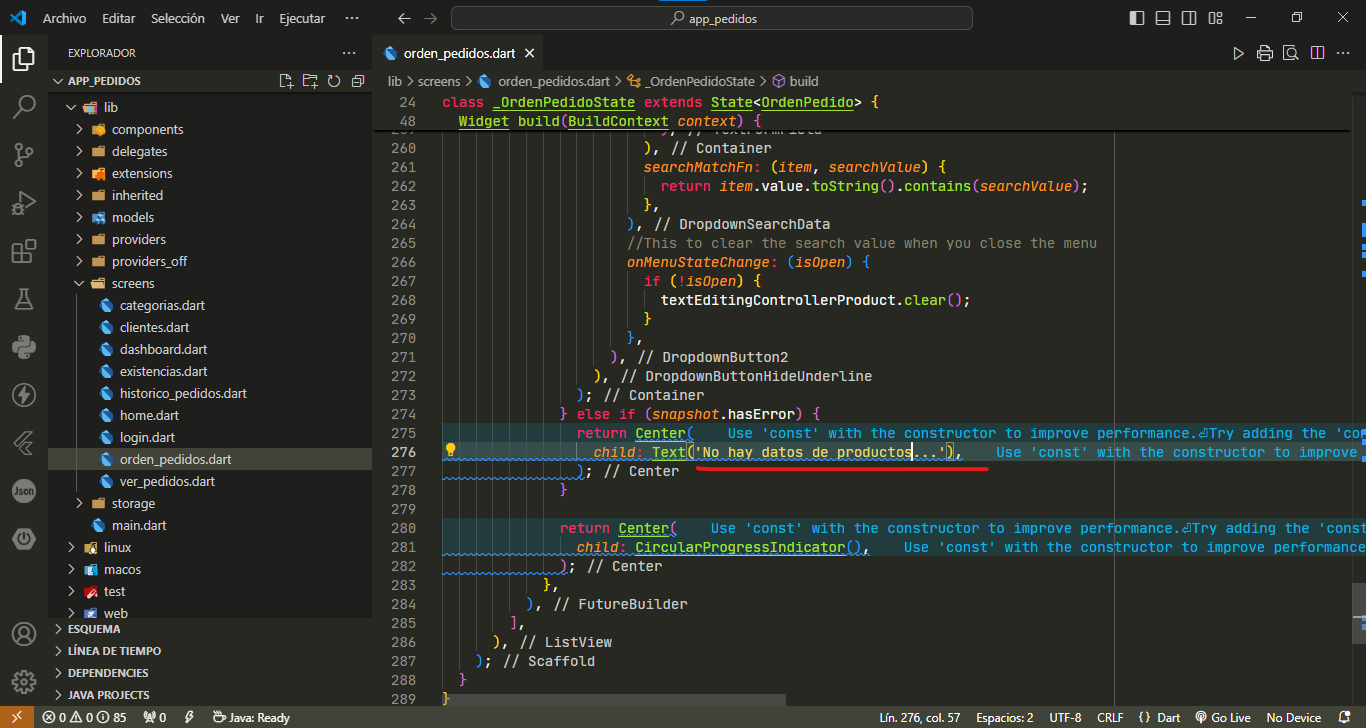 Archivo Editar Selección Ver Ir Ejecutar ··· app_pedidos
EXPLORADOR ···
APP_PEDIDOS
lib
components
delegates
extensions
inherited
models
providers
providers_off
screens
categorias.dart
clientes.dart
dashboard.dart
existencias.dart
historico_pedidos.dart
home.dart
login.dart
orden_pedidos.dart
ver_pedidos.dart
storage
main.dart
linux
macos
test
web
ESQUEMA
LÍNEA DE TIEMPO
DEPENDENCIES
JAVA PROJECTS
Json
orden_pedidos.dart
lib > screens > orden_pedidos.dart > _OrdenPedidoState > build
24 class _OrdenPedidoState extends State<OrdenPedido> {
48 Widget build(BuildContext context) {
259 ), // TextFormField
260 ), // Container
261 searchMatchFn: (item, searchValue) {
262 return item.value.toString().contains(searchValue);
263 },
264 ), // DropdownSearchData
265 //This to clear the search value when you close the menu
266 onMenuStateChange: (isOpen) {
267 if (!isOpen) {
268 textEditingControllerProduct.clear();
269 }
270 },
271 ), // DropdownButton2
272 ), // DropdownButtonHideUnderline
273 ); // Container
274 } else if (snapshot.hasError) {
275 return Center( Use 'const' with the constructor to improve performance.⏎Try adding the 'co
276 child: Text('No hay datos de productos...'), Use 'const' with the constructor to improve
277 ); // Center
278 }
279
280 return Center( Use 'const' with the constructor to improve performance.⏎Try adding the 'const
281 child: CircularProgressIndicator(), Use 'const' with the constructor to improve performance
282 ); // Center
283 },
284 ), // FutureBuilder
285 ],
286 ), // ListView
287 ); // Scaffold
288 }
289 }
0 0 85 0 Java: Ready Lín. 276, col. 57 Espacios: 2 UTF-8 CRLF {} Dart Go Live No Device